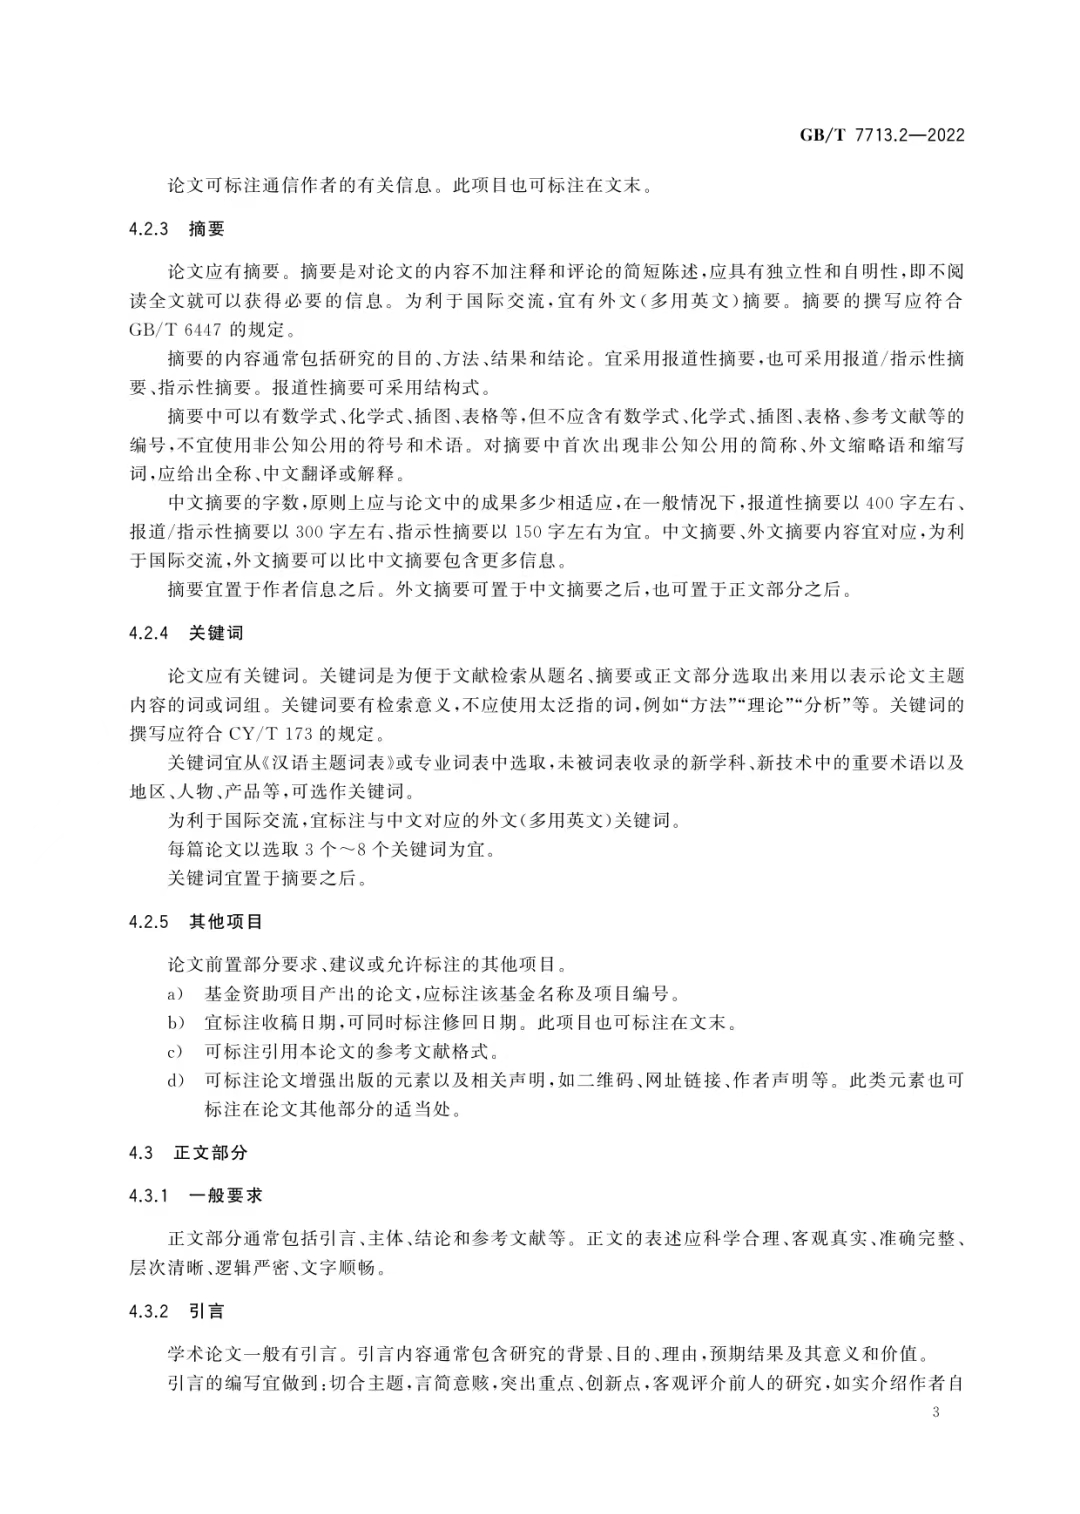 GB/T 7713.2—2022
论文可标注通信作者的有关信息。此项目也可标注在文末。
4.2.3 摘要
论文应有摘要。摘要是对论文的内容不加注释和评论的简短陈述,应具有独立性和自明性,即不阅
读全文就可以获得必要的信息。为利于国际交流,宜有外文(多用英文)摘要。摘要的撰写应符合
GB/T 6447 的规定。
摘要的内容通常包括研究的目的、方法、结果和结论。宜采用报道性摘要,也可采用报道/指示性摘
要、指示性摘要。报道性摘要可采用结构式。
摘要中可以有数学式、化学式、插图、表格等,但不应含有数学式、化学式、插图、表格、参考文献等的
编号,不宜使用非公知公用的符号和术语。对摘要中首次出现非公知公用的简称、外文缩略语和缩写
词,应给出全称、中文翻译或解释。
中文摘要的字数,原则上应与论文中的成果多少相适应,在一般情况下,报道性摘要以 400 字左右、
报道/指示性摘要以 300 字左右、指示性摘要以 150 字左右为宜。中文摘要、外文摘要内容宜对应,为利
于国际交流,外文摘要可以比中文摘要包含更多信息。
摘要宜置于作者信息之后。外文摘要可置于中文摘要之后,也可置于正文部分之后。
4.2.4 关键词
论文应有关键词。关键词是为便于文献检索从题名、摘要或正文部分选取出来用以表示论文主题
内容的词或词组。关键词要有检索意义,不应使用太泛指的词,例如“方法”“理论”“分析”等。关键词的
撰写应符合 CY/T 173 的规定。
关键词宜从《汉语主题词表》或专业词表中选取,未被词表收录的新学科、新技术中的重要术语以及
地区、人物、产品等,可选作关键词。
为利于国际交流,宜标注与中文对应的外文(多用英文)关键词。
每篇论文以选取 3 个～8 个关键词为宜。
关键词宜置于摘要之后。
4.2.5 其他项目
论文前置部分要求、建议或允许标注的其他项目。
a) 基金资助项目产出的论文,应标注该基金名称及项目编号。
b) 宜标注收稿日期,可同时标注修回日期。此项目也可标注在文末。
c) 可标注引用本论文的参考文献格式。
d) 可标注论文增强出版的元素以及相关声明,如二维码、网址链接、作者声明等。此类元素也可
标注在论文其他部分的适当处。
4.3 正文部分
4.3.1 一般要求
正文部分通常包括引言、主体、结论和参考文献等。正文的表述应科学合理、客观真实、准确完整、
层次清晰、逻辑严密、文字顺畅。
4.3.2 引言
学术论文一般有引言。引言内容通常包含研究的背景、目的、理由,预期结果及其意义和价值。
引言的编写宜做到:切合主题,言简意赅,突出重点、创新点,客观评介前人的研究,如实介绍作者自
3